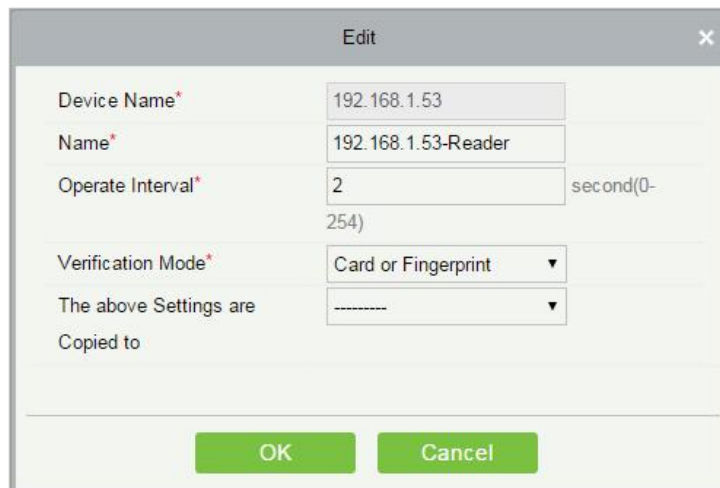 Edit ×
Device Name* 192.168.1.53
Name* 192.168.1.53-Reader
Operate Interval* 2 second(0-
254)
Verification Mode* Card or Fingerprint ▼
The above Settings are --------- ▼
Copied to
OK Cancel